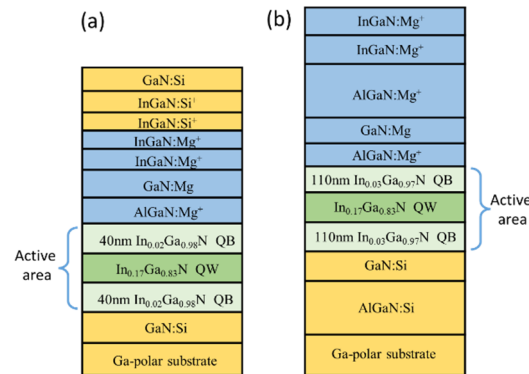 (a)
GaN:Si
InGaN:Si⁺
InGaN:Si⁺
InGaN:Mg⁺
InGaN:Mg⁺
GaN:Mg
AlGaN:Mg⁺
40nm In₀.₀₂Ga₀.₉₈N QB
In₀.₁₇Ga₀.₈₃N QW
40nm In₀.₀₂Ga₀.₉₈N QB
GaN:Si
Ga-polar substrate
Active
area
(b)
InGaN:Mg⁺
InGaN:Mg⁺
AlGaN:Mg⁺
GaN:Mg
AlGaN:Mg⁺
110nm In₀.₀₃Ga₀.₉₇N QB
In₀.₁₇Ga₀.₈₃N QW
110nm In₀.₀₃Ga₀.₉₇N QB
GaN:Si
AlGaN:Si
Ga-polar substrate
Active
area